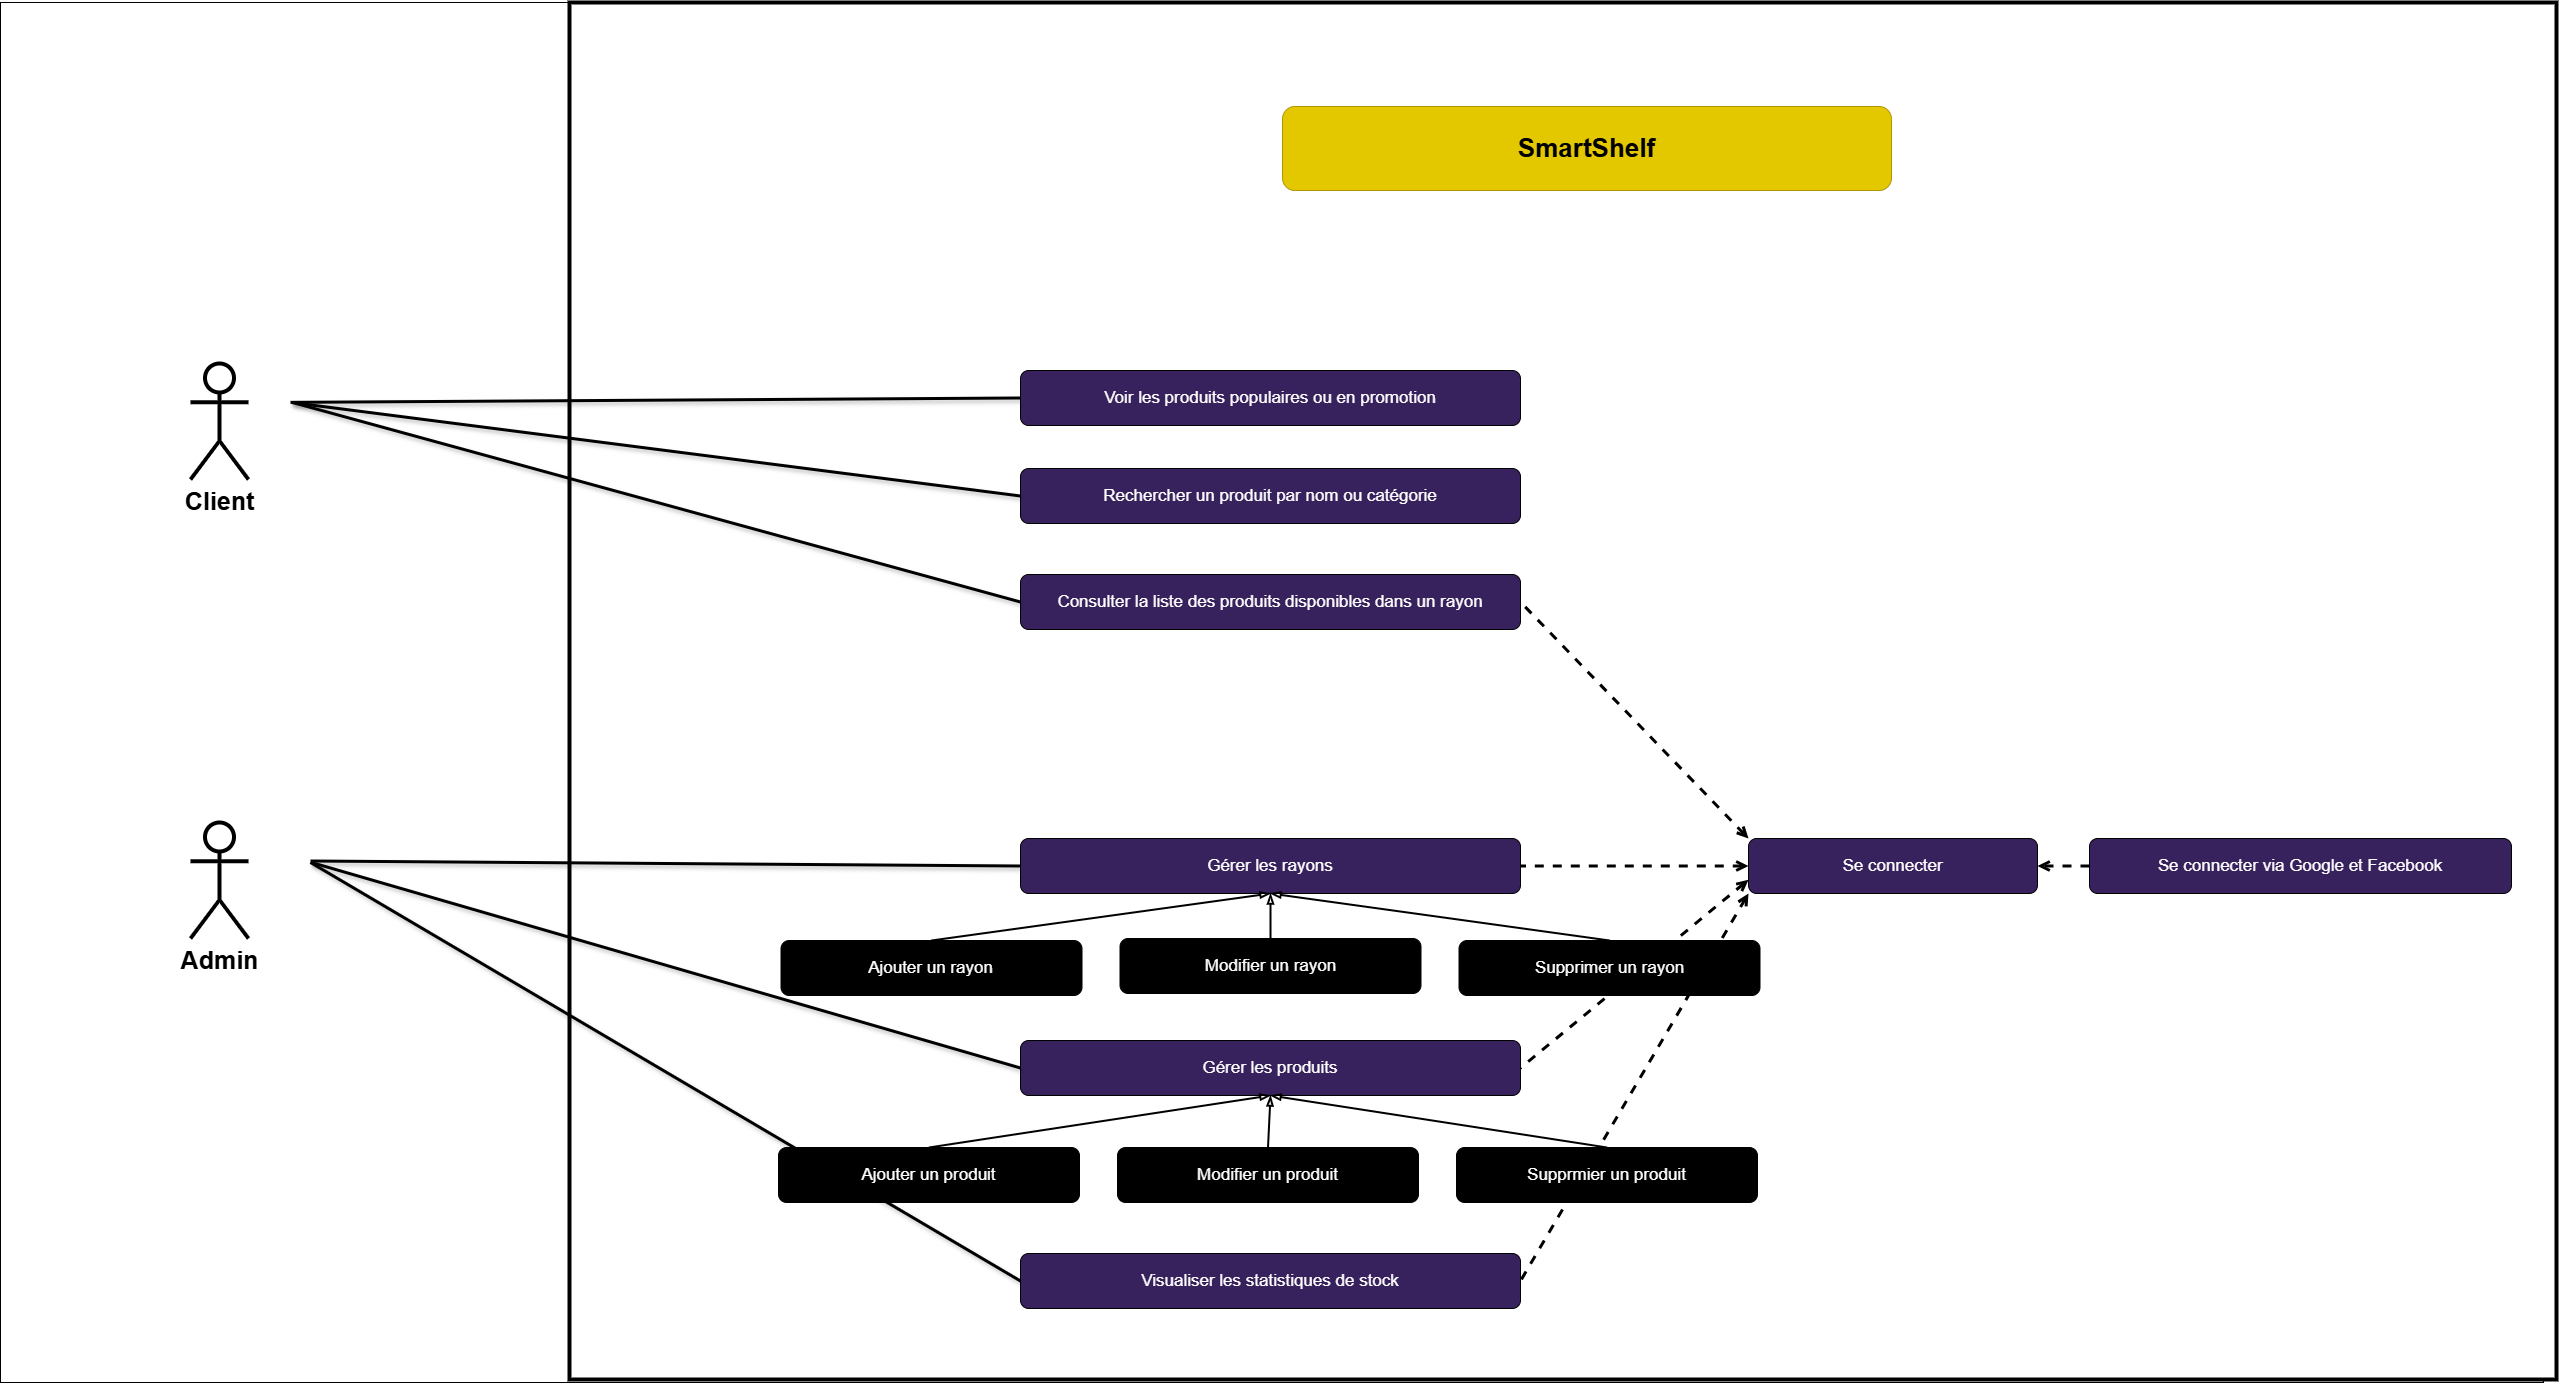 SmartShelf
Voir les produits populaires ou en promotion
Rechercher un produit par nom ou catégorie
Client
Consulter la liste des produits disponibles dans un rayon
Gérer les rayons
Se connecter
Se connecter via Google et Facebook
Admin
Ajouter un rayon
Modifier un rayon
Supprimer un rayon
Gérer les produits
Ajouter un produit
Modifier un produit
Supprmier un produit
Visualiser les statistiques de stock